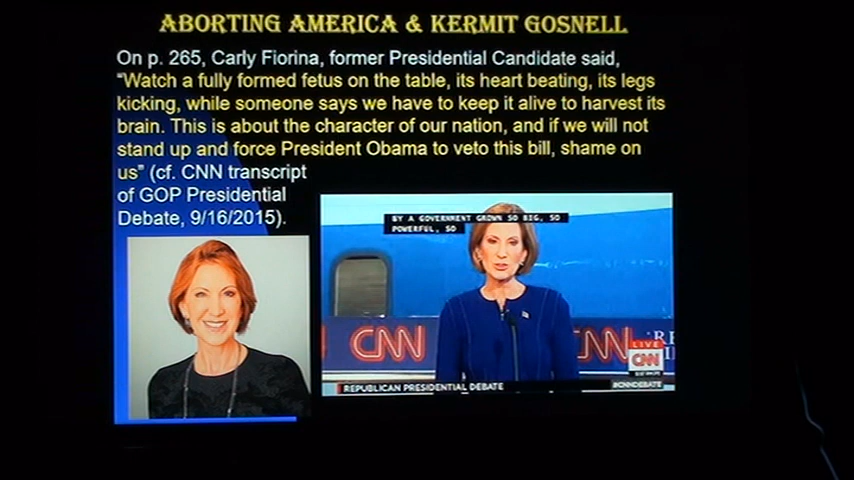 ABORTING AMERICA & KERMIT GOSNELL
On p. 265, Carly Fiorina, former Presidential Candidate said,
"Watch a fully formed fetus on the table, its heart beating, its legs
kicking, while someone says we have to keep it alive to harvest its
brain. This is about the character of our nation, and if we will not
stand up and force President Obama to veto this bill, shame on
us" (cf. CNN transcript
of GOP Presidential
Debate, 9/16/2015).
BY A GOVERNMENT GROWN SO BIG, SO
POWERFUL, SO
CNN
CNN
LIVE
CNN
REPUBLICAN PRESIDENTIAL DEBATE
#CNNDEBATE